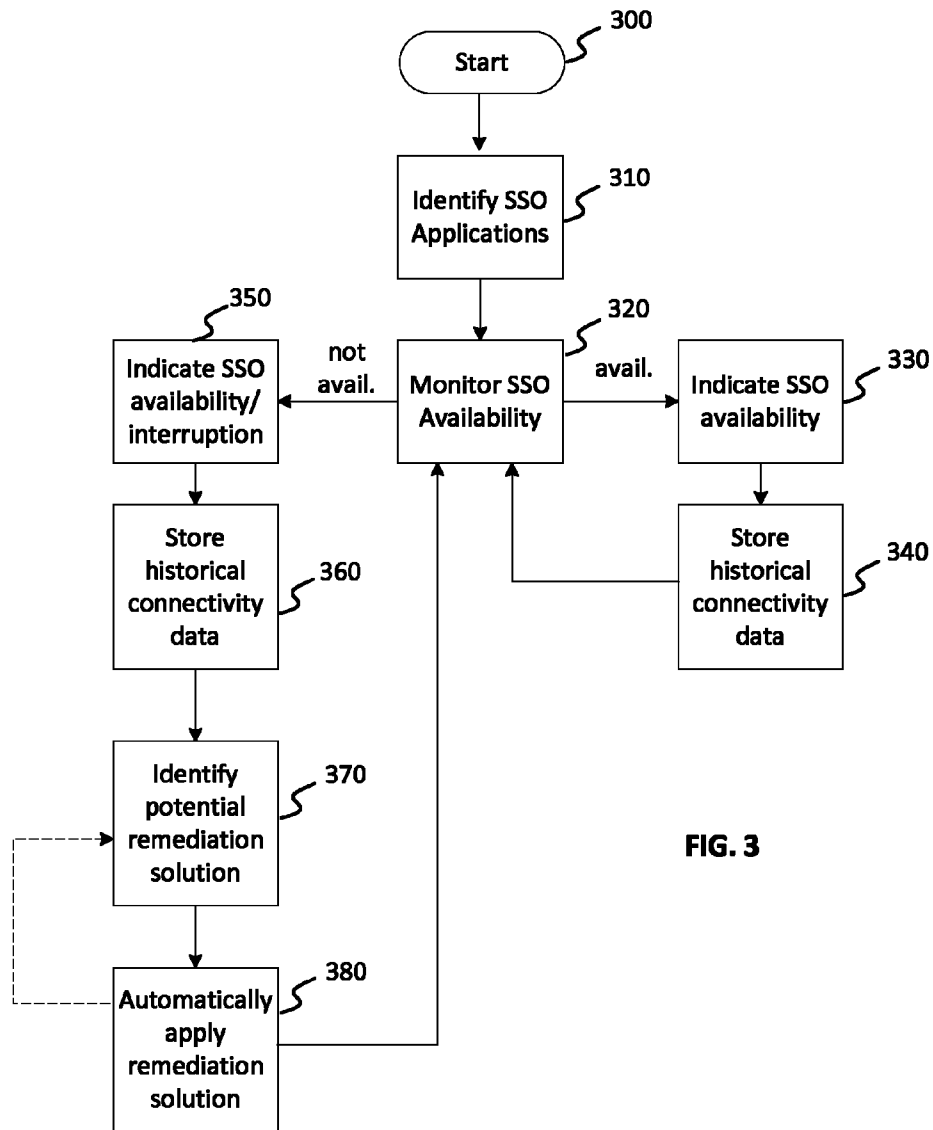 300
Start
310
Identify SSO
Applications
350
320
not
avail.
avail.
330
Indicate SSO
availability/
interruption
Monitor SSO
Availability
Indicate SSO
availability
Store
historical
connectivity
data
360
Store
historical
connectivity
data
340
Identify
potential
remediation
solution
370
FIG. 3
Automatically
apply
remediation
solution
380